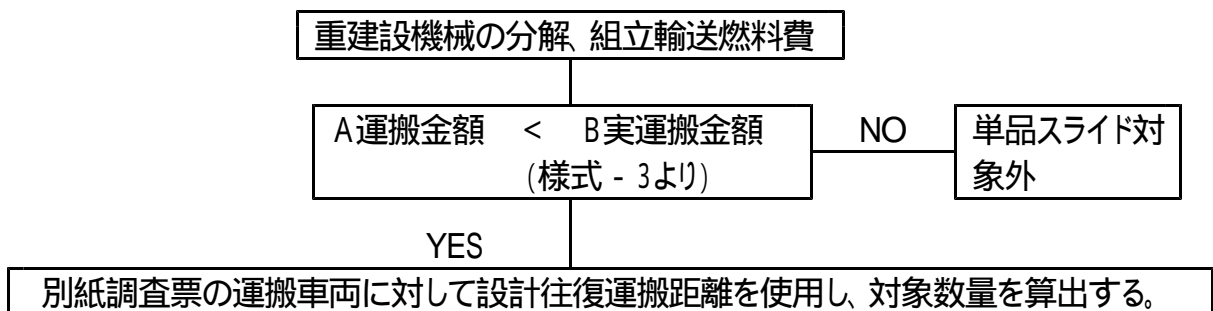 重建設機械の分解、組立輸送燃料費
A運搬金額 < B実運搬金額
NO
単品スライド対
(様式 - 3より)
象外
YES
別紙調査票の運搬車両に対して設計往復運搬距離を使用し、対象数量を算出する。